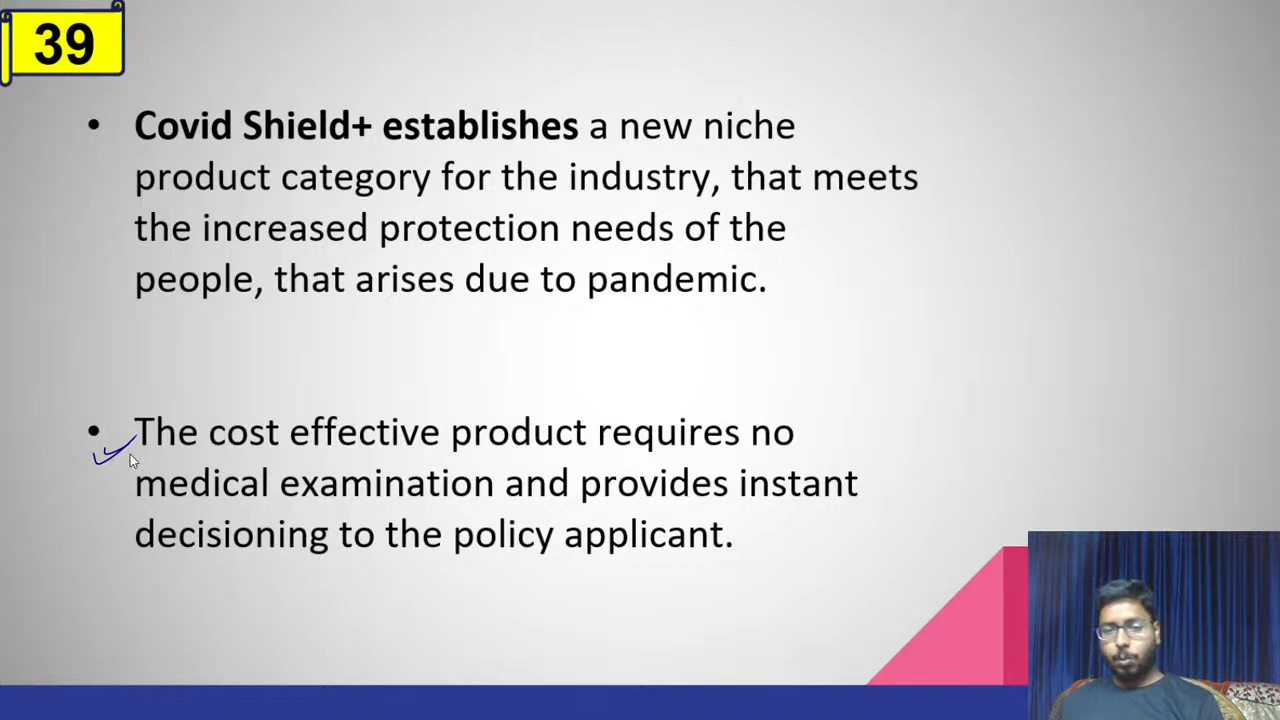 39
• Covid Shield+ establishes a new niche
product category for the industry, that meets
the increased protection needs of the
people, that arises due to pandemic.
• The cost effective product requires no
medical examination and provides instant
decisioning to the policy applicant.